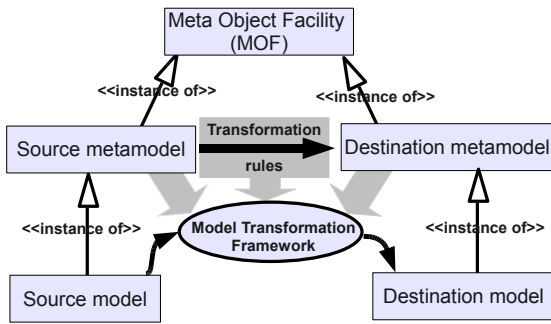 Meta Object Facility
(MOF)
<<instance of>>
<<instance of>>
Transformation
rules
Source metamodel
Destination metamodel
<<instance of>>
<<instance of>>
Model Transformation
Framework
Source model
Destination model